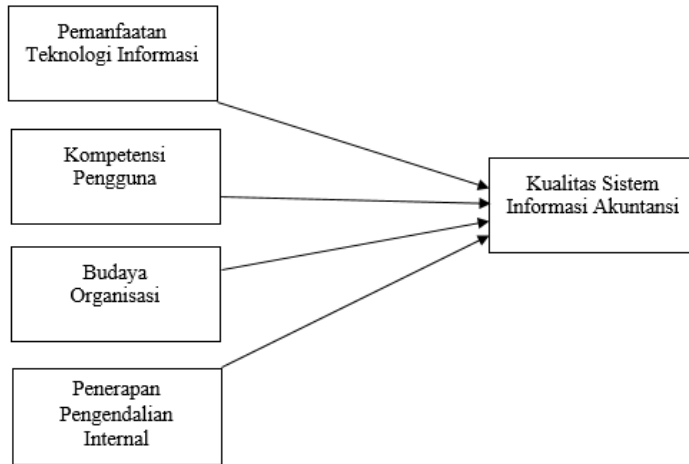 Pemanfaatan
Teknologi Informasi
Kompetensi
Pengguna
Budaya
Organisasi
Penerapan
Pengendalian
Internal
Kualitas Sistem
Informasi Akuntansi